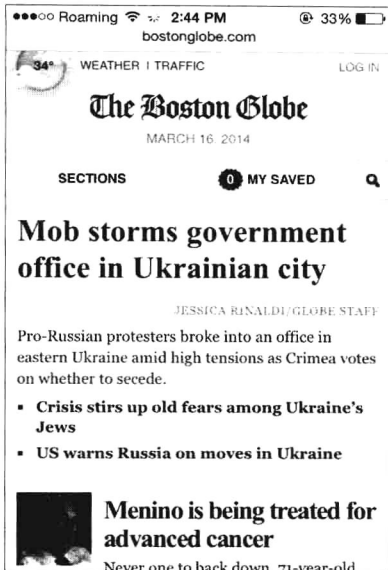 Roaming 2:44 PM 33%
bostonglobe.com
34° WEATHER | TRAFFIC LOG IN
The Boston Globe
MARCH 16, 2014
SECTIONS 0 MY SAVED
Mob storms government
office in Ukrainian city
JESSICA RINALDI/GLOBE STAFF
Pro-Russian protesters broke into an office in
eastern Ukraine amid high tensions as Crimea votes
on whether to secede.
▪ Crisis stirs up old fears among Ukraine's
Jews
▪ US warns Russia on moves in Ukraine
Menino is being treated for
advanced cancer
Never one to back down, 71-year-old